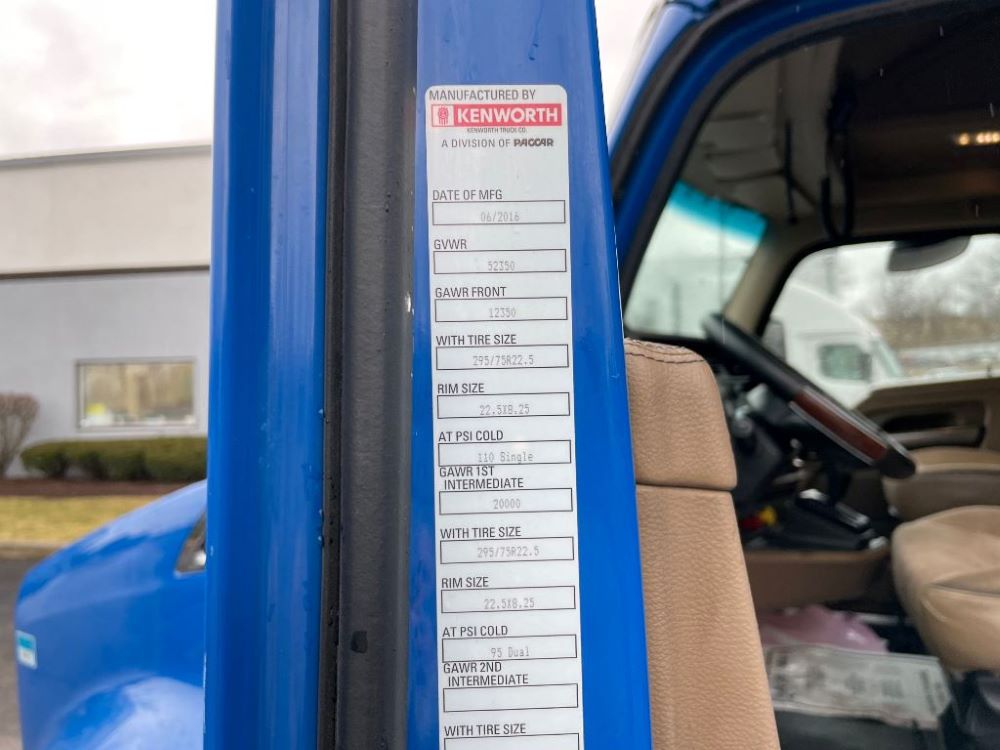 MANUFACTURED BY
KENWORTH
KENWORTH TRUCK CO.
A DIVISION OF PACCAR
DATE OF MFG
06/2016
GVWR
52350
GAWR FRONT
12350
WITH TIRE SIZE
295/75R22.5
RIM SIZE
22.5X8.25
AT PSI COLD
110 Single
GAWR 1ST
INTERMEDIATE
20000
WITH TIRE SIZE
295/75R22.5
RIM SIZE
22.5X8.25
AT PSI COLD
95 Dual
GAWR 2ND
INTERMEDIATE
WITH TIRE SIZE